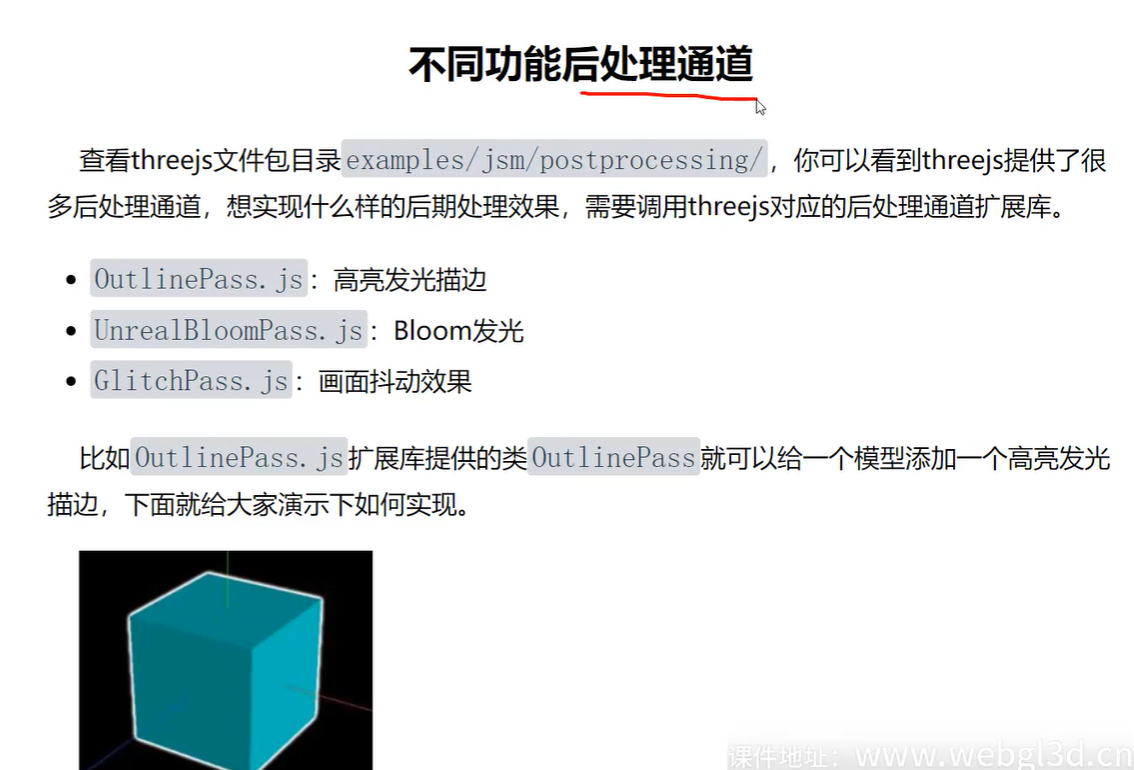 不同功能后处理通道
查看threejs文件包目录examples/jsm/postprocessing/，你可以看到threejs提供了很
多后处理通道，想实现什么样的后期处理效果，需要调用threejs对应的后处理通道扩展库。
• OutlinePass.js：高亮发光描边
• UnrealBloomPass.js：Bloom发光
• GlitchPass.js：画面抖动效果
比如OutlinePass.js扩展库提供的类OutlinePass就可以给一个模型添加一个高亮发光
描边，下面就给大家演示下如何实现。
课件地址：www.webgl3d.cn